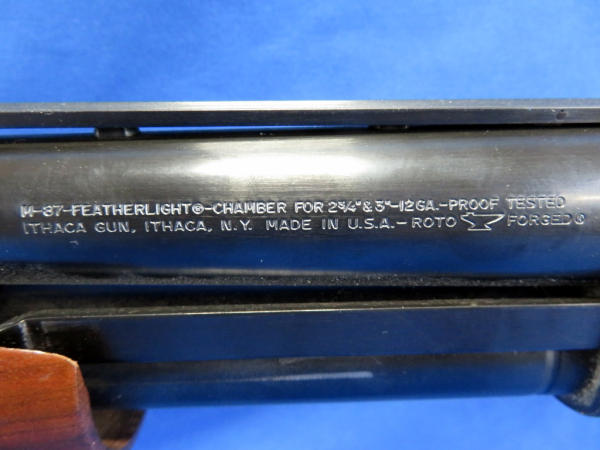 M-87-FEATHERLIGHT®-CHAMBER FOR 2¾"&3"-12GA.-PROOF TESTED
ITHACA GUN, ITHACA, N.Y. MADE IN U.S.A.-ROTO FORGED®